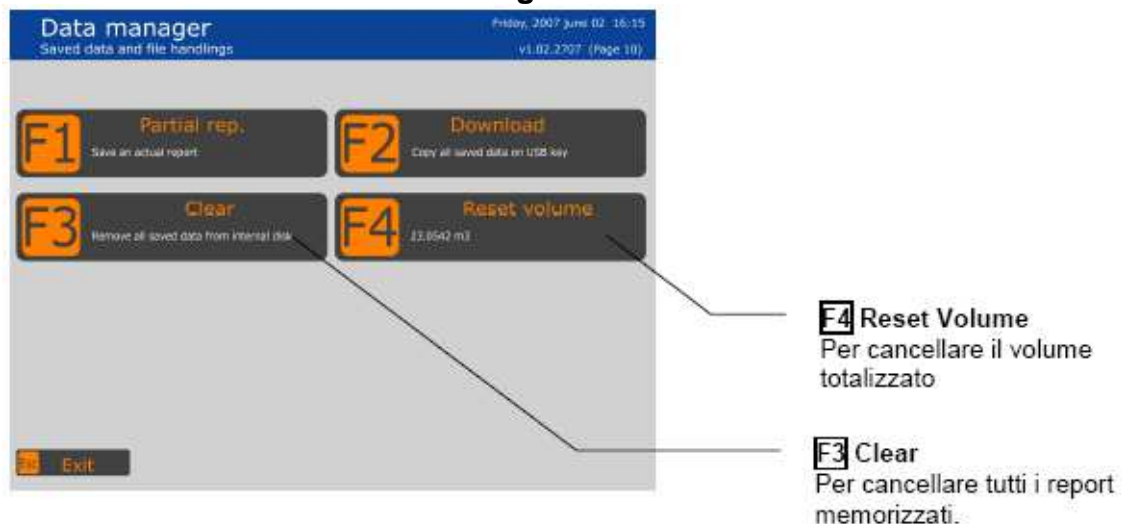 Data manager
Saved data and file handlings
Friday, 2007 June 02 16:15
v1.02.2707 (Page 10)
F1
Partial rep.
Save an actual report
F2
Download
Copy all saved data on USB key
F3
Clear
Remove all saved data from internal disk
F4
Reset volume
23.0542 m3
F4 Reset Volume
Per cancellare il volume
totalizzato
Esc Exit
F3 Clear
Per cancellare tutti i report
memorizzati.